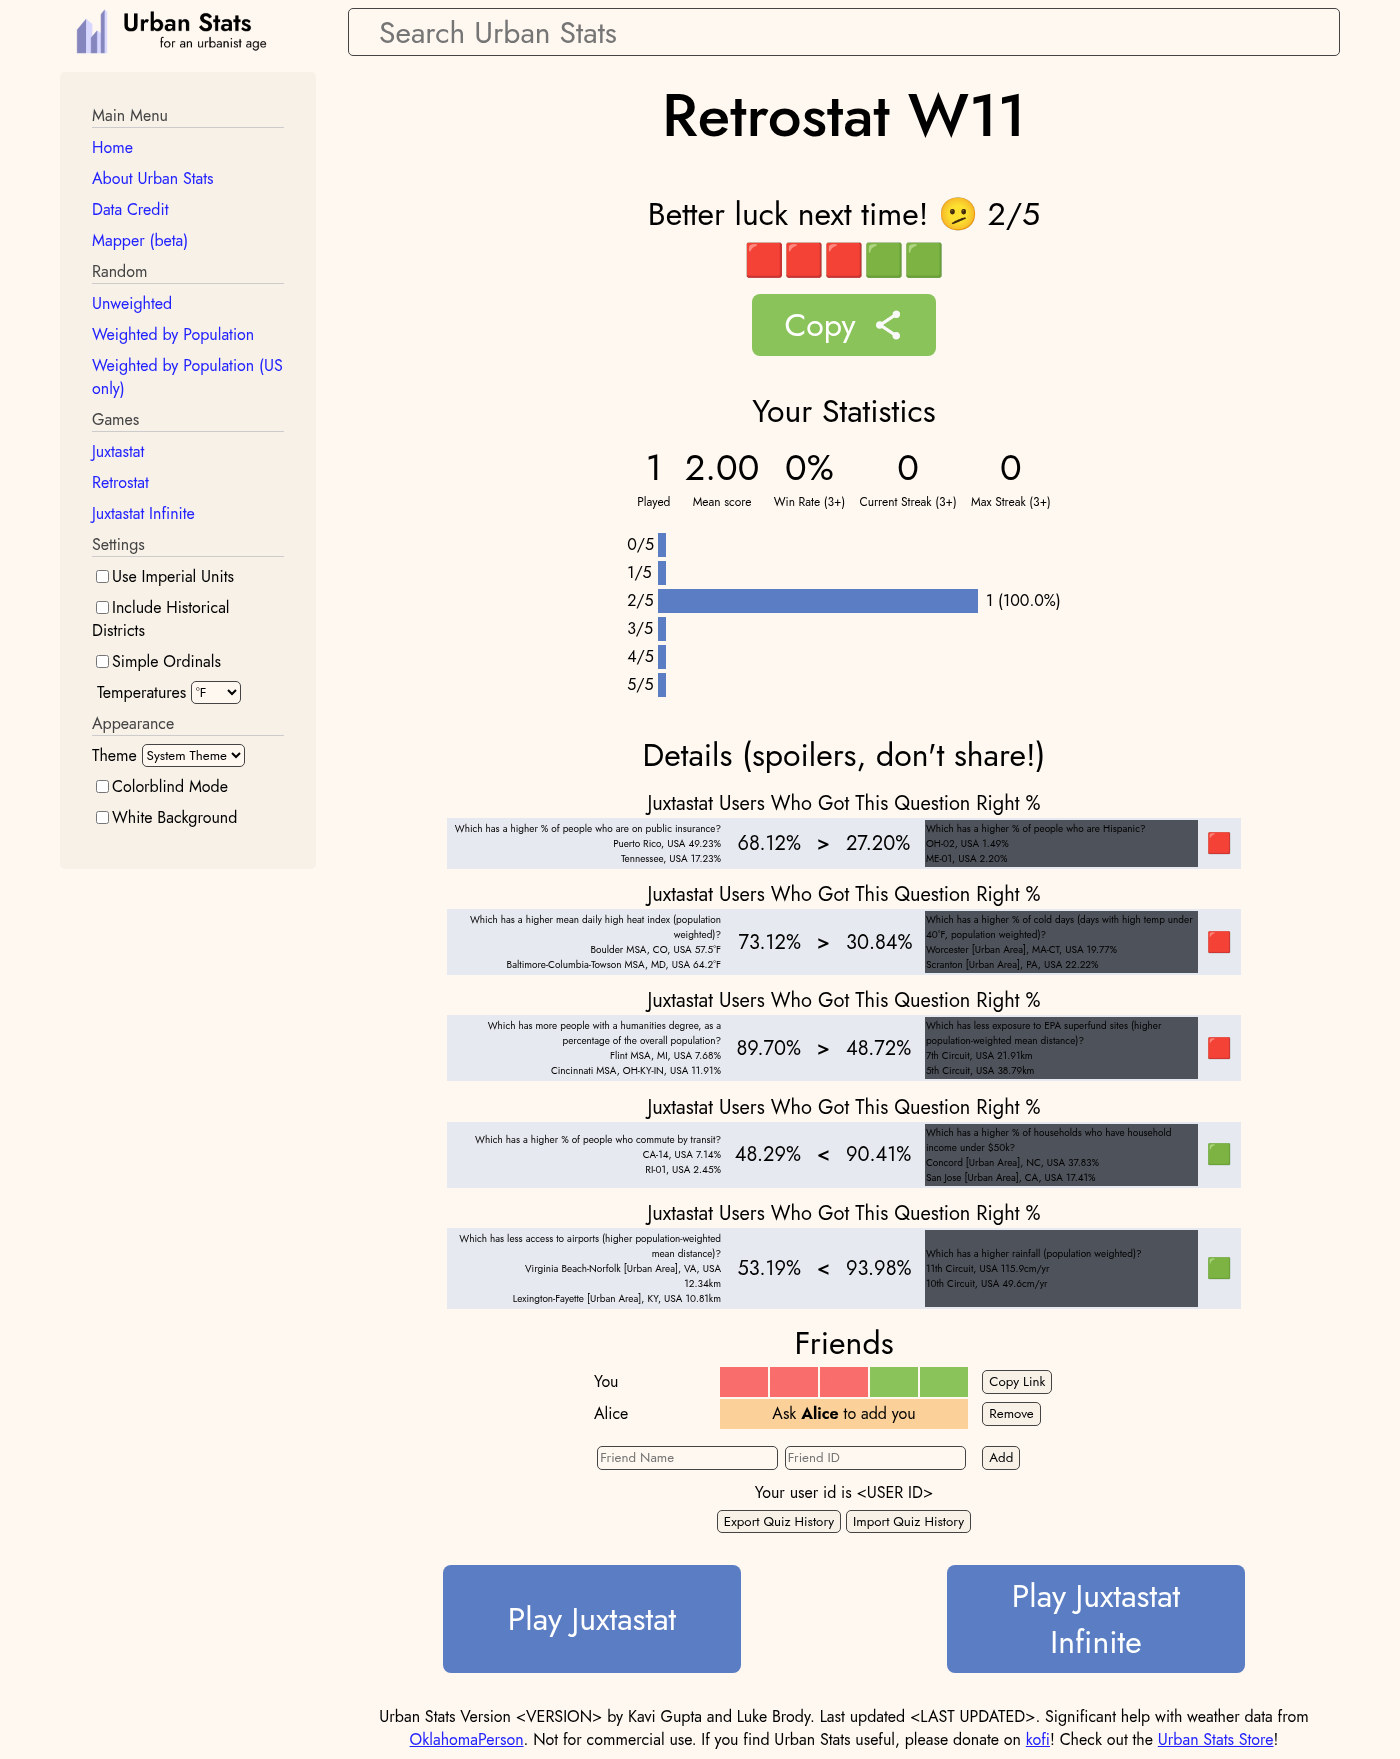 Urban Stats
for an urbanist age
Search Urban Stats
Main Menu
Home
About Urban Stats
Data Credit
Mapper (beta)
Random
Unweighted
Weighted by Population
Weighted by Population (US
only)
Games
Juxtastat
Retrostat
Juxtastat Infinite
Settings
Use Imperial Units
Include Historical
Districts
Simple Ordinals
Temperatures °F
Appearance
Theme System Theme
Colorblind Mode
White Background
Retrostat W11
Better luck next time! 🫤 2/5
🟥🟥🟥🟩🟩
Copy
Your Statistics
1 2.00 0% 0 0
Played Mean score Win Rate (3+) Current Streak (3+) Max Streak (3+)
0/5
1/5
2/5 1 (100.0%)
3/5
4/5
5/5
Details (spoilers, don't share!)
Juxtastat Users Who Got This Question Right %
Which has a higher % of people who are on public insurance?
Puerto Rico, USA 49.23%
Tennessee, USA 17.23%
68.12% > 27.20%
Which has a higher % of people who are Hispanic?
OH-02, USA 1.49%
ME-01, USA 2.20%
🟥
Juxtastat Users Who Got This Question Right %
Which has a higher mean daily high heat index (population
weighted)?
Boulder MSA, CO, USA 57.5°F
Baltimore-Columbia-Towson MSA, MD, USA 64.2°F
73.12% > 30.84%
Which has a higher % of cold days (days with high temp under
40°F, population weighted)?
Worcester [Urban Area], MA-CT, USA 19.77%
Scranton [Urban Area], PA, USA 22.22%
🟥
Juxtastat Users Who Got This Question Right %
Which has more people with a humanities degree, as a
percentage of the overall population?
Flint MSA, MI, USA 7.68%
Cincinnati MSA, OH-KY-IN, USA 11.91%
89.70% > 48.72%
Which has less exposure to EPA superfund sites (higher
population-weighted mean distance)?
7th Circuit, USA 21.91km
5th Circuit, USA 38.79km
🟥
Juxtastat Users Who Got This Question Right %
Which has a higher % of people who commute by transit?
CA-14, USA 7.14%
RI-01, USA 2.45%
48.29% < 90.41%
Which has a higher % of households who have household
income under $50k?
Concord [Urban Area], NC, USA 37.83%
San Jose [Urban Area], CA, USA 17.41%
🟩
Juxtastat Users Who Got This Question Right %
Which has less access to airports (higher population-weighted
mean distance)?
Virginia Beach-Norfolk [Urban Area], VA, USA
12.34km
Lexington-Fayette [Urban Area], KY, USA 10.81km
53.19% < 93.98%
Which has a higher rainfall (population weighted)?
11th Circuit, USA 115.9cm/yr
10th Circuit, USA 49.6cm/yr
🟩
Friends
You Copy Link
Alice Ask Alice to add you Remove
Friend Name Friend ID Add
Your user id is <USER ID>
Export Quiz History Import Quiz History
Play Juxtastat
Play Juxtastat
Infinite
Urban Stats Version <VERSION> by Kavi Gupta and Luke Brody. Last updated <LAST UPDATED>. Significant help with weather data from
OklahomaPerson. Not for commercial use. If you find Urban Stats useful, please donate on kofi! Check out the Urban Stats Store!